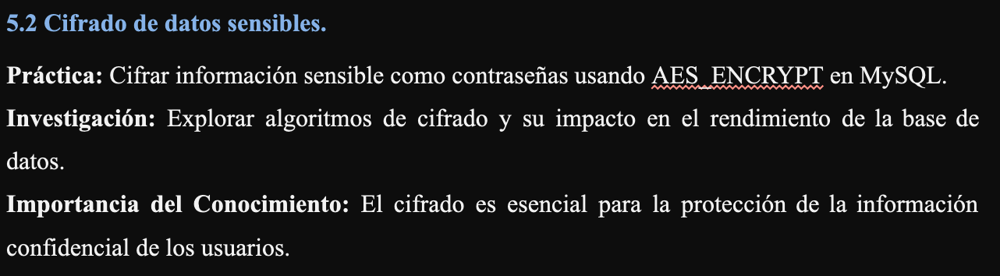 5.2 Cifrado de datos sensibles.
Práctica: Cifrar información sensible como contraseñas usando AES_ENCRYPT en MySQL.
Investigación: Explorar algoritmos de cifrado y su impacto en el rendimiento de la base de
datos.
Importancia del Conocimiento: El cifrado es esencial para la protección de la información
confidencial de los usuarios.